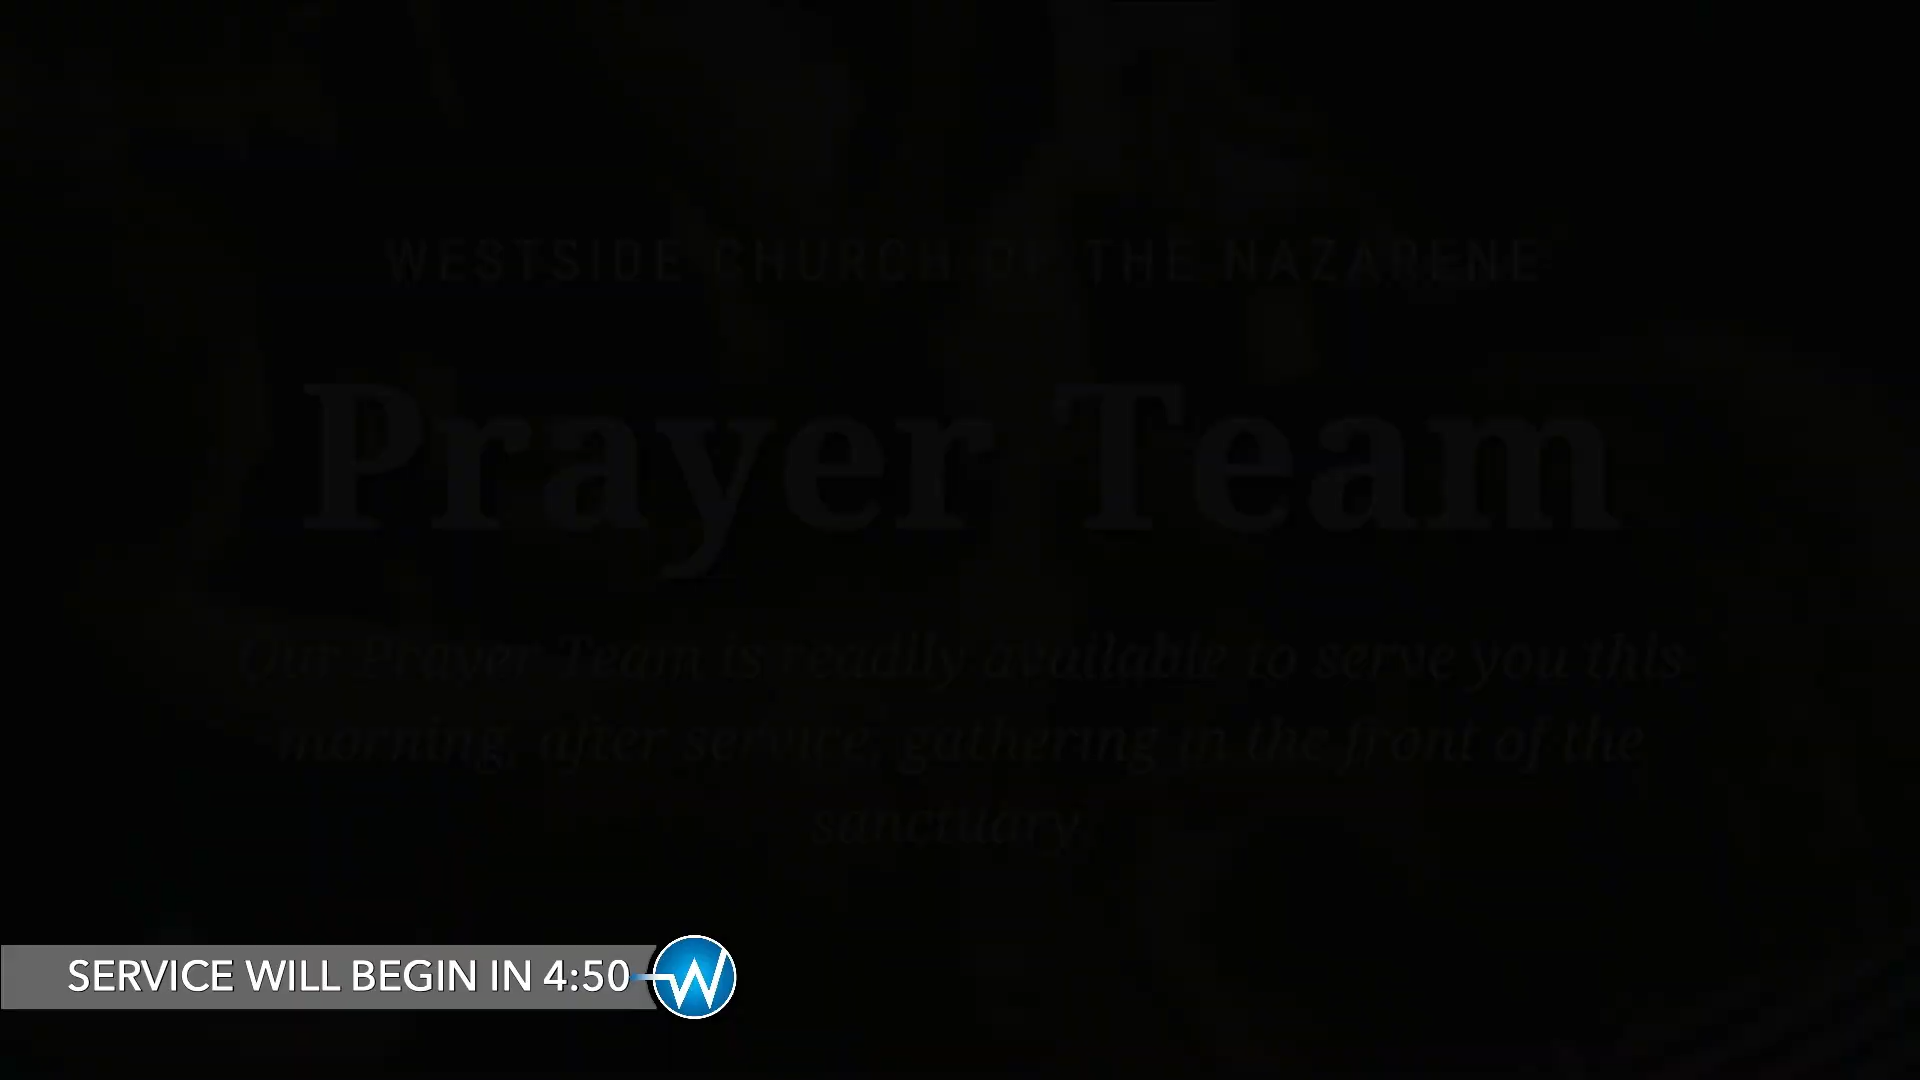 WESTSIDE CHURCH OF THE NAZARENE
Prayer Team
Our Prayer Team is readily available to serve you this
morning, after service, gathering in the front of the
sanctuary.
SERVICE WILL BEGIN IN 4:50